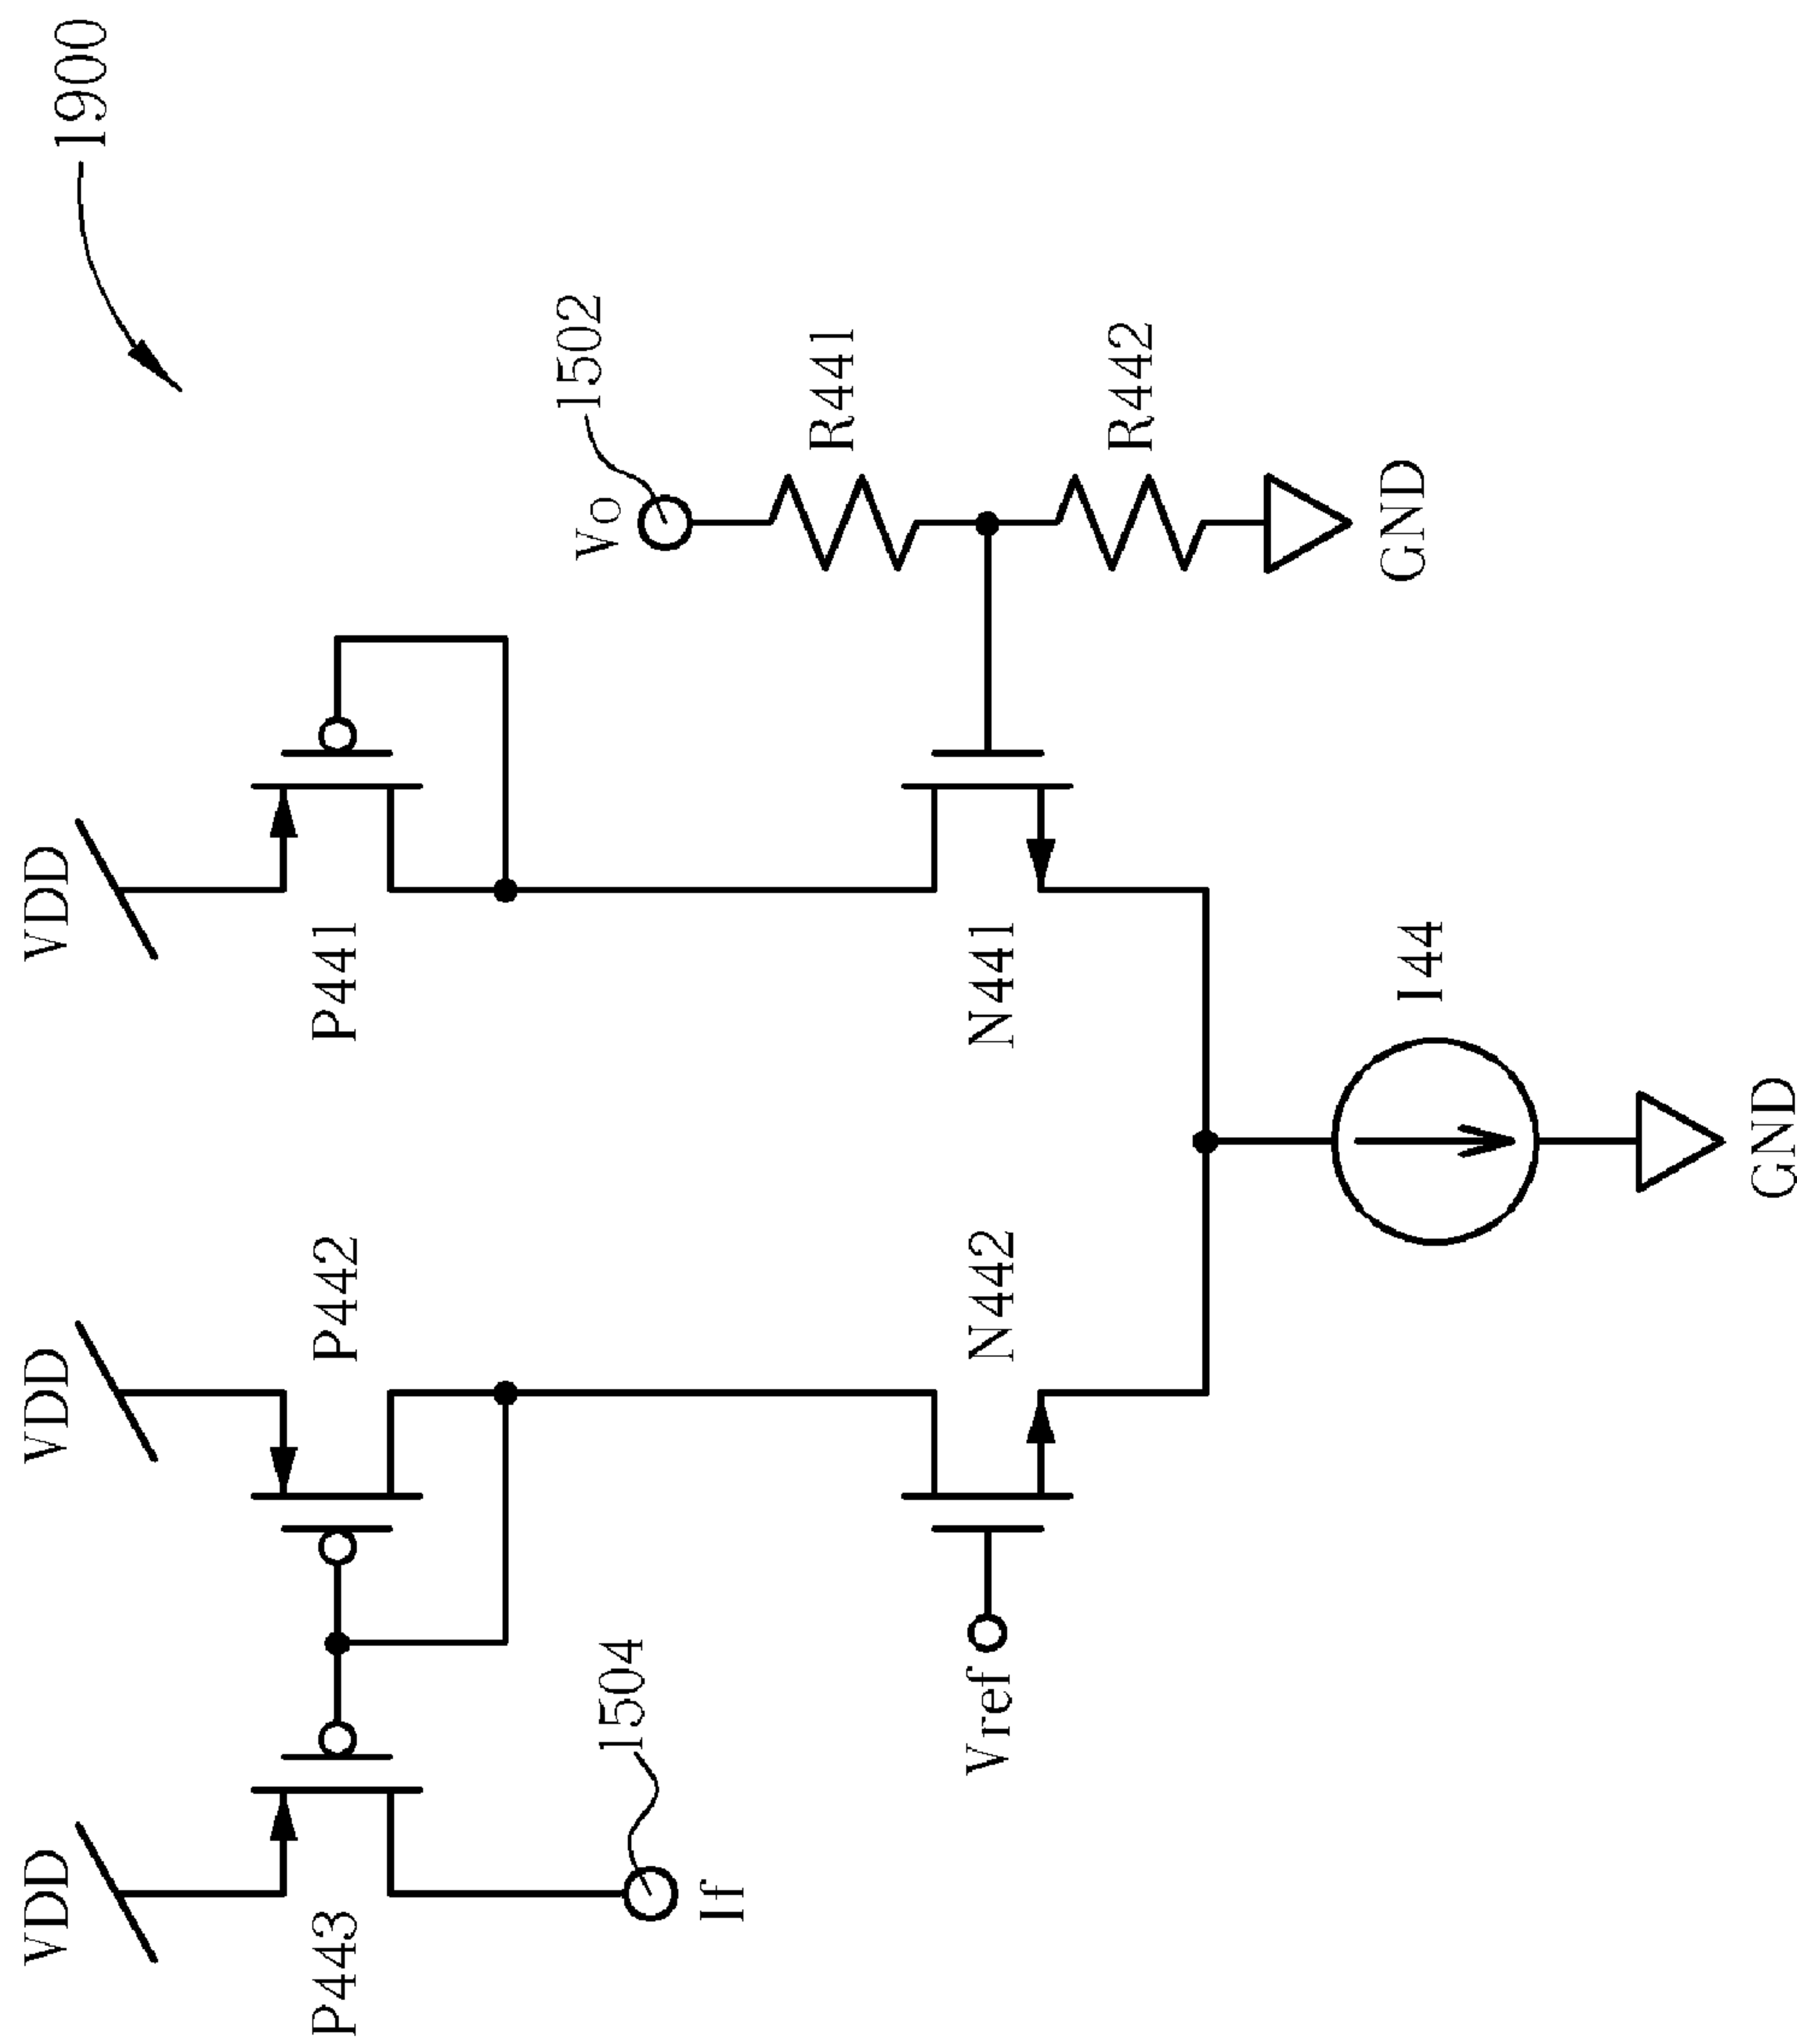 1900
VDD
VDD
VDD
P443
P442
P441
Vo
1502
If
1504
R441
Vref
N442
N441
R442
I44
GND
GND